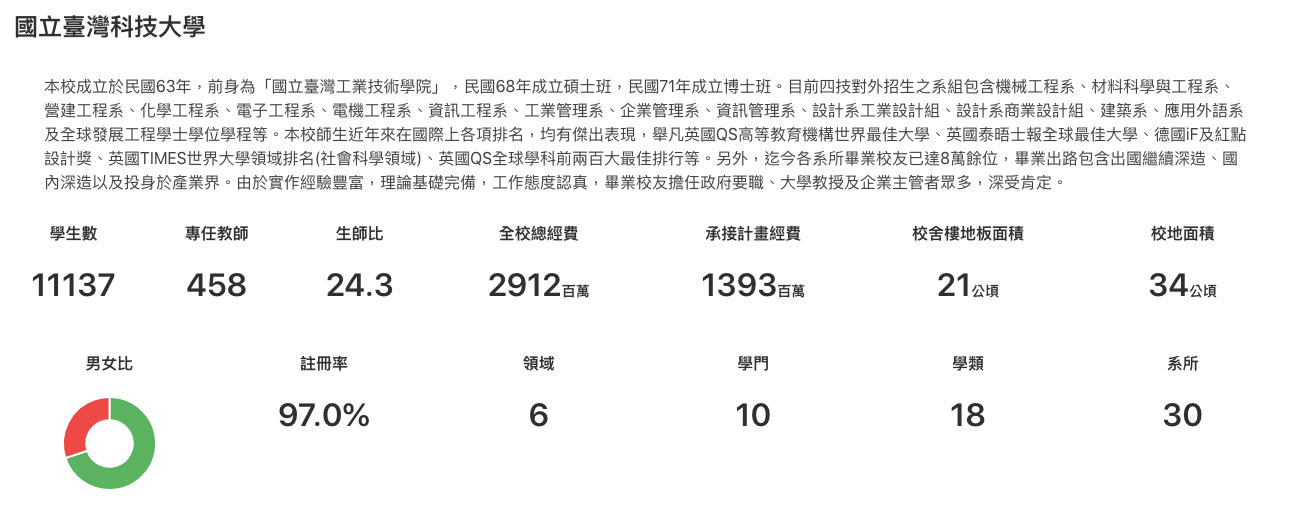 國立臺灣科技大學
本校成立於民國63年，前身為「國立臺灣工業技術學院」，民國68年成立碩士班，民國71年成立博士班。目前四技對外招生之系組包含機械工程系、材料科學與工程系、
營建工程系、化學工程系、電子工程系、電機工程系、資訊工程系、工業管理系、企業管理系、資訊管理系、設計系工業設計組、設計系商業設計組、建築系、應用外語系
及全球發展工程學士學位學程等。本校師生近年來在國際上各項排名，均有傑出表現，舉凡英國QS高等教育機構世界最佳大學、英國泰晤士報全球最佳大學、德國iF及紅點
設計獎、英國TIMES世界大學領域排名(社會科學領域)、英國QS全球學科前兩百大最佳排行等。另外，迄今各系所畢業校友已達8萬餘位，畢業出路包含出國繼續深造、國
內深造以及投身於產業界。由於實作經驗豐富，理論基礎完備，工作態度認真，畢業校友擔任政府要職、大學教授及企業主管者眾多，深受肯定。
學生數 專任教師 生師比 全校總經費 承接計畫經費 校舍樓地板面積 校地面積
11137 458 24.3 2912百萬 1393百萬 21公頃 34公頃
男女比 註冊率 領域 學門 學類 系所
97.0% 6 10 18 30